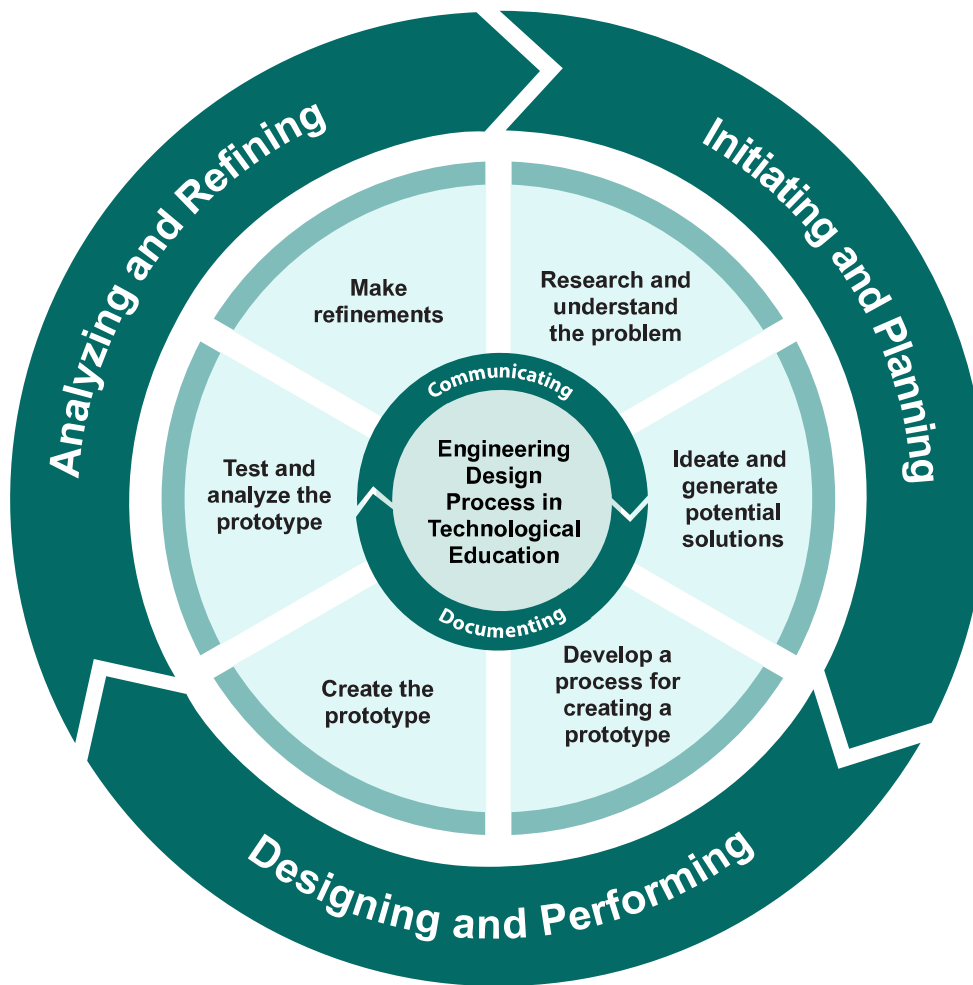 Initiating and Planning
Designing and Performing
Analyzing and Refining
Research and
understand
the problem
Ideate and
generate
potential
solutions
Develop a
process for
creating a
prototype
Create the
prototype
Test and
analyze the
prototype
Make
refinements
Communicating
Documenting
Engineering
Design
Process in
Technological
Education